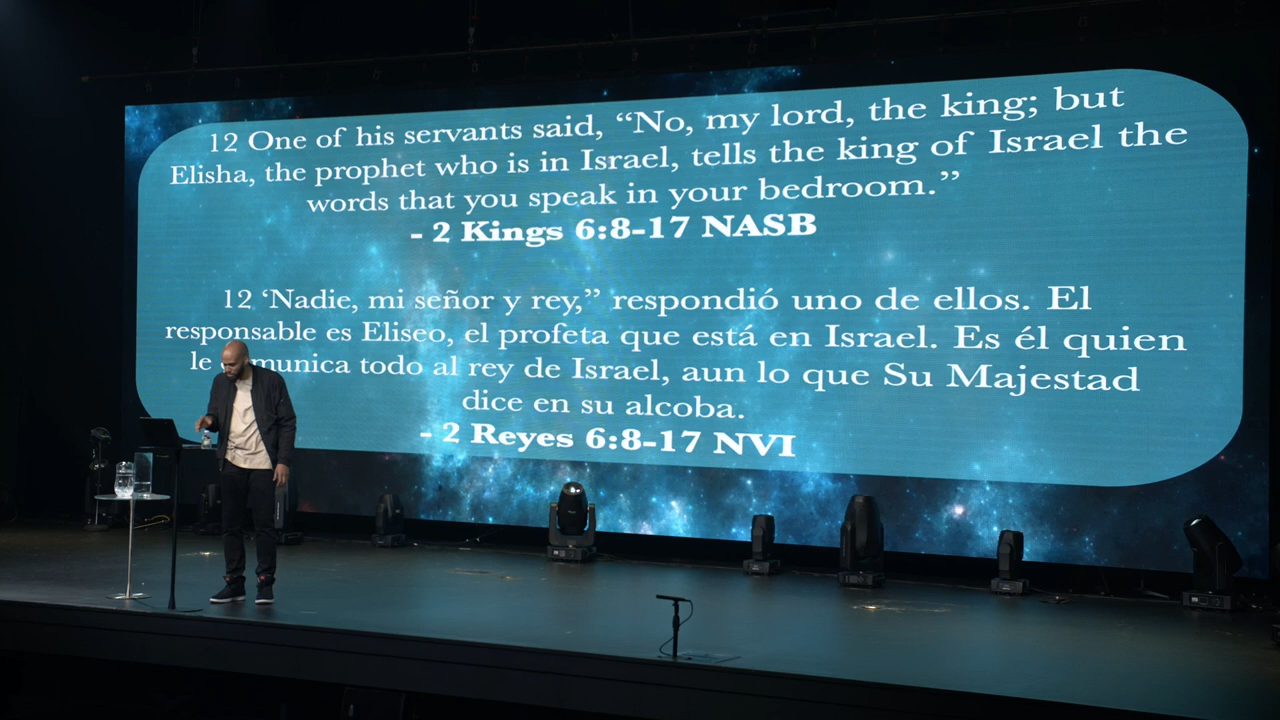 12 One of his servants said, “No, my lord, the king; but
Elisha, the prophet who is in Israel, tells the king of Israel the
words that you speak in your bedroom.”
- 2 Kings 6:8-17 NASB
12 ‘Nadie, mi señor y rey,” respondió uno de ellos. El
responsable es Eliseo, el profeta que está en Israel. Es él quien
le munica todo al rey de Israel, aun lo que Su Majestad
dice en su alcoba.
- 2 Reyes 6:8-17 NVI